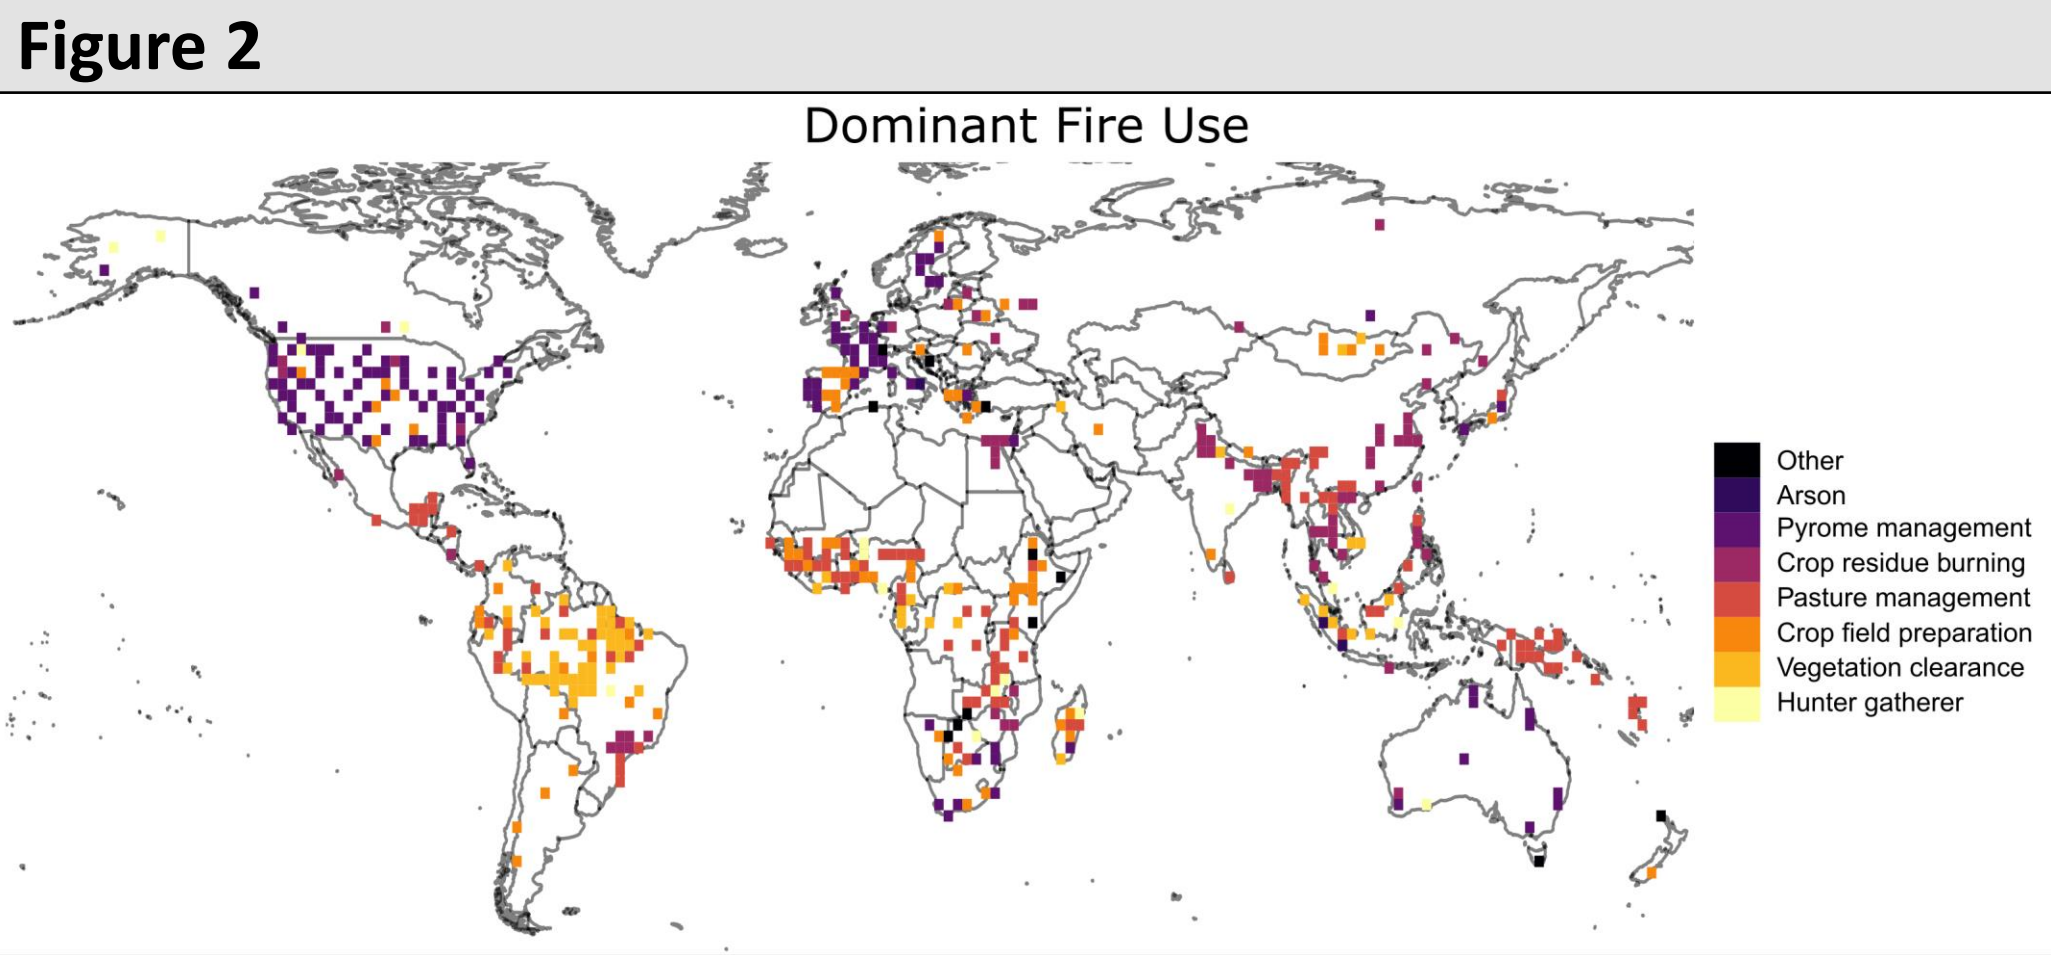 Figure 2
Dominant Fire Use
Other
Arson
Pyrome management
Crop residue burning
Pasture management
Crop field preparation
Vegetation clearance
Hunter gatherer